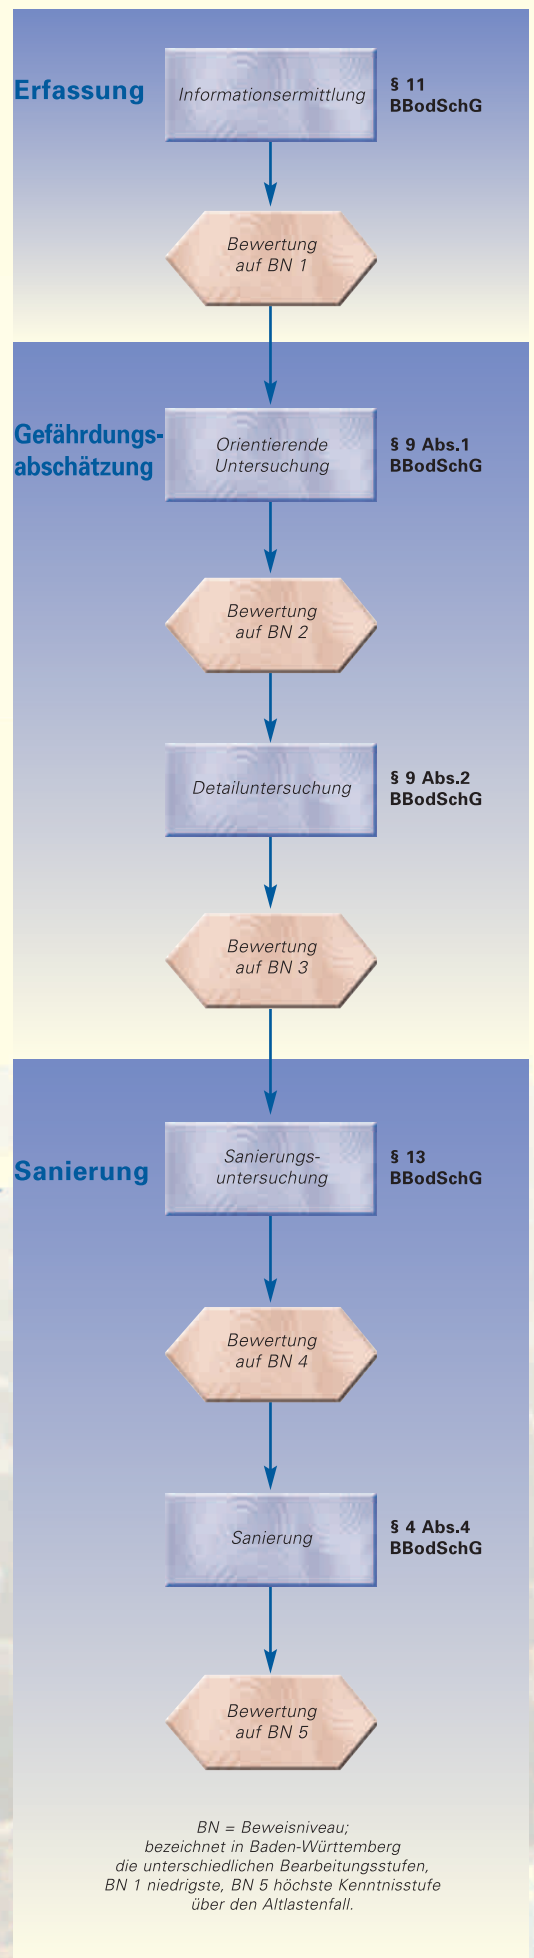 Erfassung
Informationsermittlung
§ 11
BBodSchG
Bewertung
auf BN 1
Gefährdungs-
abschätzung
Orientierende
Untersuchung
§ 9 Abs.1
BBodSchG
Bewertung
auf BN 2
Detailuntersuchung
§ 9 Abs.2
BBodSchG
Bewertung
auf BN 3
Sanierung
Sanierungs-
untersuchung
§ 13
BBodSchG
Bewertung
auf BN 4
Sanierung
§ 4 Abs.4
BBodSchG
Bewertung
auf BN 5
BN = Beweisniveau;
bezeichnet in Baden-Württemberg
die unterschiedlichen Bearbeitungsstufen,
BN 1 niedrigste, BN 5 höchste Kenntnisstufe
über den Altlastenfall.